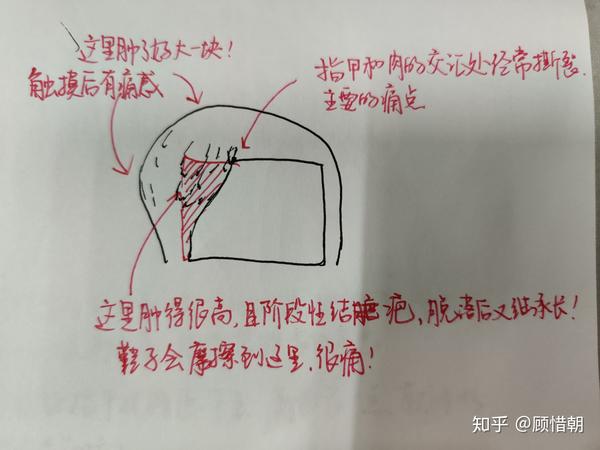 这里肿了好大一块!
触摸后有痛感
指甲和肉的交汇处经常撕裂.
主要的痛点
这里肿得很高,且阶段性结疤,脱落后又继续长!
鞋子会摩擦到这里,很痛!
知乎 @顾惜朝